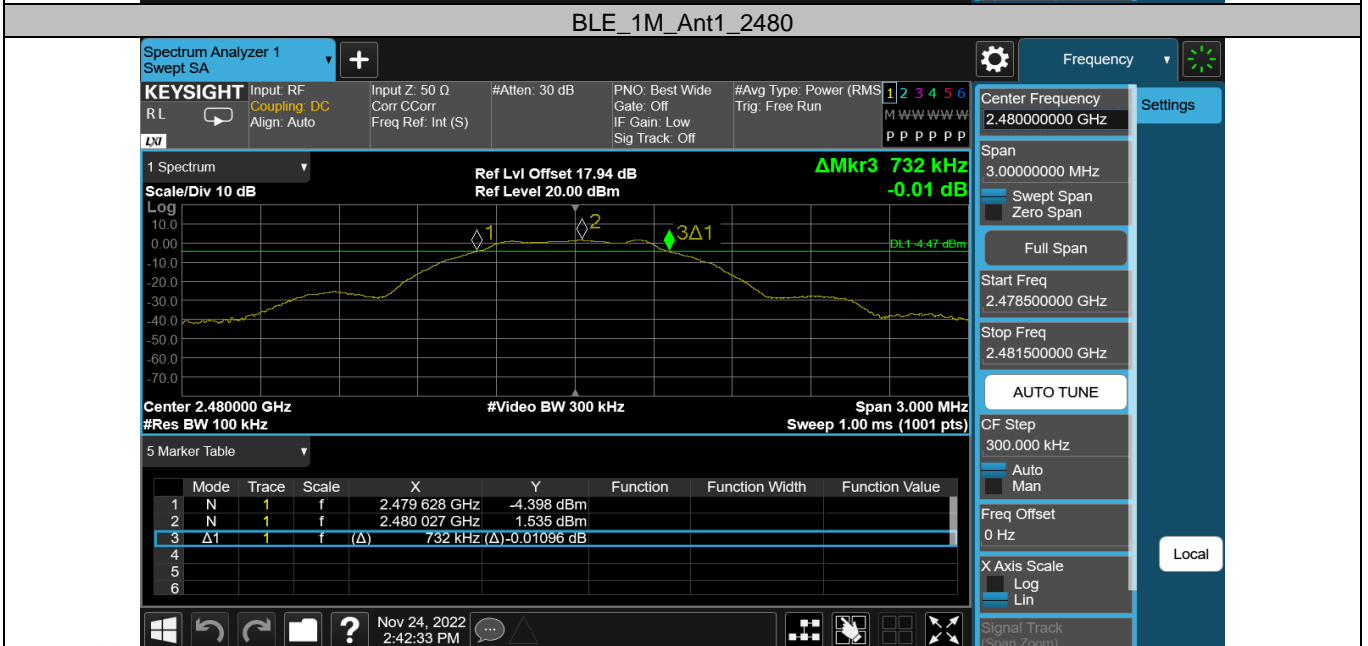 BLE_1M_Ant1_2480
Spectrum Analyzer 1
Swept SA
Frequency
KEYSIGHT
RL
LXI
Input: RF
Coupling: DC
Align: Auto
Input Z: 50 Ω
Corr CCorr
Freq Ref: Int (S)
#Atten: 30 dB
PNO: Best Wide
Gate: Off
IF Gain: Low
Sig Track: Off
#Avg Type: Power (RMS
Trig: Free Run
1 2 3 4 5 6
M W W W W W
P P P P P P
1 Spectrum
Scale/Div 10 dB
Ref Lvl Offset 17.94 dB
Ref Level 20.00 dBm
ΔMkr3 732 kHz
-0.01 dB
Log
10.0
0.00
-10.0
-20.0
-30.0
-40.0
-50.0
-60.0
-70.0
1
2
3Δ1
DL1 -4.47 dBm
Center 2.480000 GHz
#Video BW 300 kHz
Span 3.000 MHz
#Res BW 100 kHz
Sweep 1.00 ms (1001 pts)
5 Marker Table
Mode Trace Scale X Y Function Function Width Function Value
1 N 1 f 2.479 628 GHz -4.398 dBm
2 N 1 f 2.480 027 GHz 1.535 dBm
3 Δ1 1 f (Δ) 732 kHz (Δ) -0.01096 dB
4
5
6
Nov 24, 2022
2:42:33 PM
Center Frequency
2.480000000 GHz
Settings
Span
3.00000000 MHz
Swept Span
Zero Span
Full Span
Start Freq
2.478500000 GHz
Stop Freq
2.481500000 GHz
AUTO TUNE
CF Step
300.000 kHz
Auto
Man
Freq Offset
0 Hz
Local
X Axis Scale
Log
Lin
Signal Track
(Span Zoom)